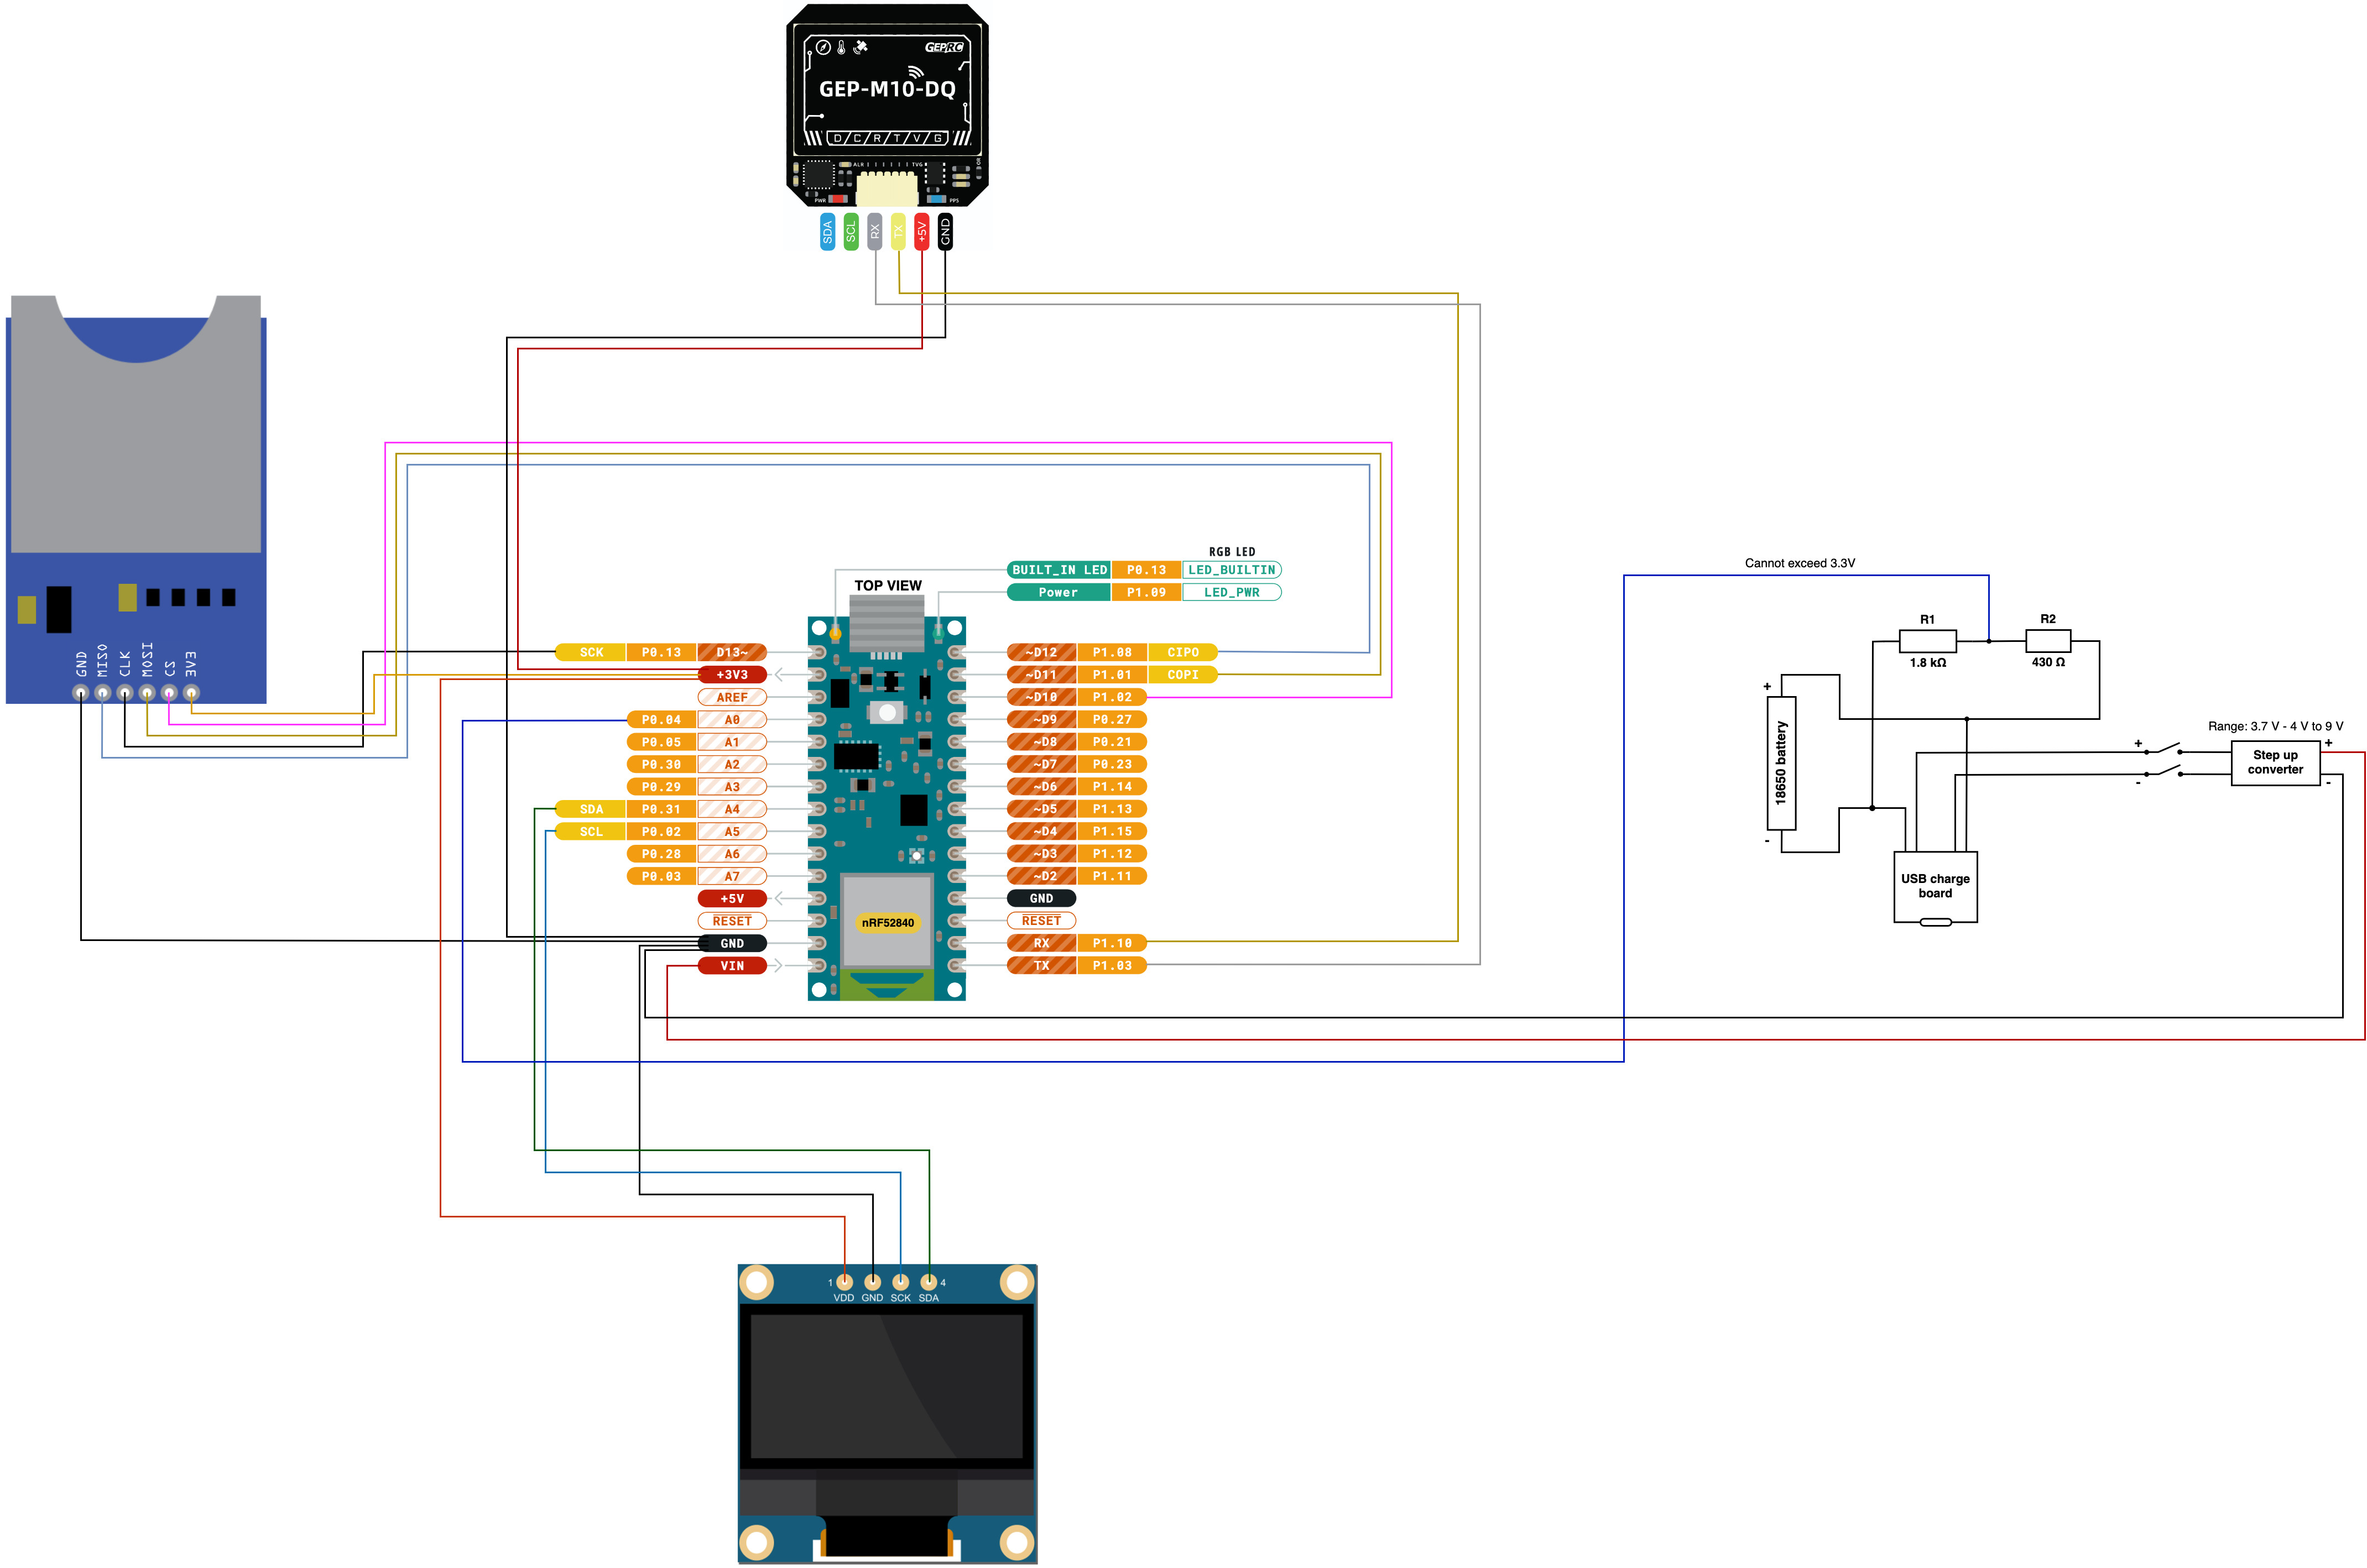 GEPRC
GEP-M10-DQ
D/C/R/T/V/G
ALR
TVG
PWR
PPS
SDA
SCL
RX
TX
+5V
GND
GND
MISO
CLK
MOSI
CS
3V3
RGB LED
BUILT_IN LED P0.13 LED_BUILTIN
Power P1.09 LED_PWR
TOP VIEW
SCK P0.13 D13~
+3V3
AREF
P0.04 A0
P0.05 A1
P0.30 A2
P0.29 A3
SDA P0.31 A4
SCL P0.02 A5
P0.28 A6
P0.03 A7
+5V
RESET
GND
VIN
nRF52840
~D12 P1.08 CIPO
~D11 P1.01 COPI
~D10 P1.02
~D9 P0.27
~D8 P0.21
~D7 P0.23
~D6 P1.14
~D5 P1.13
~D4 P1.15
~D3 P1.12
~D2 P1.11
GND
RESET
RX P1.10
TX P1.03
Cannot exceed 3.3V
R1
1.8 kΩ
R2
430 Ω
+
18650 battery
-
USB charge
board
+
-
Range: 3.7 V - 4 V to 9 V
Step up
converter
+
-
1
4
VDD GND SCK SDA